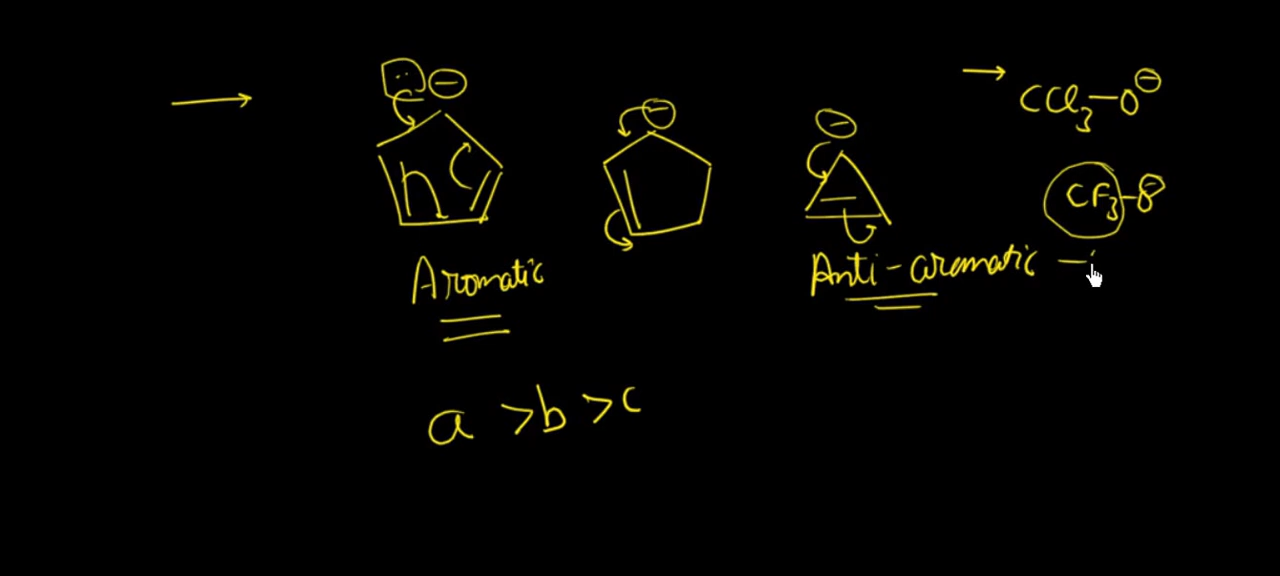 CCl3-O⊖
CF3-O⊖
Aromatic
Anti-aromatic
a > b > c